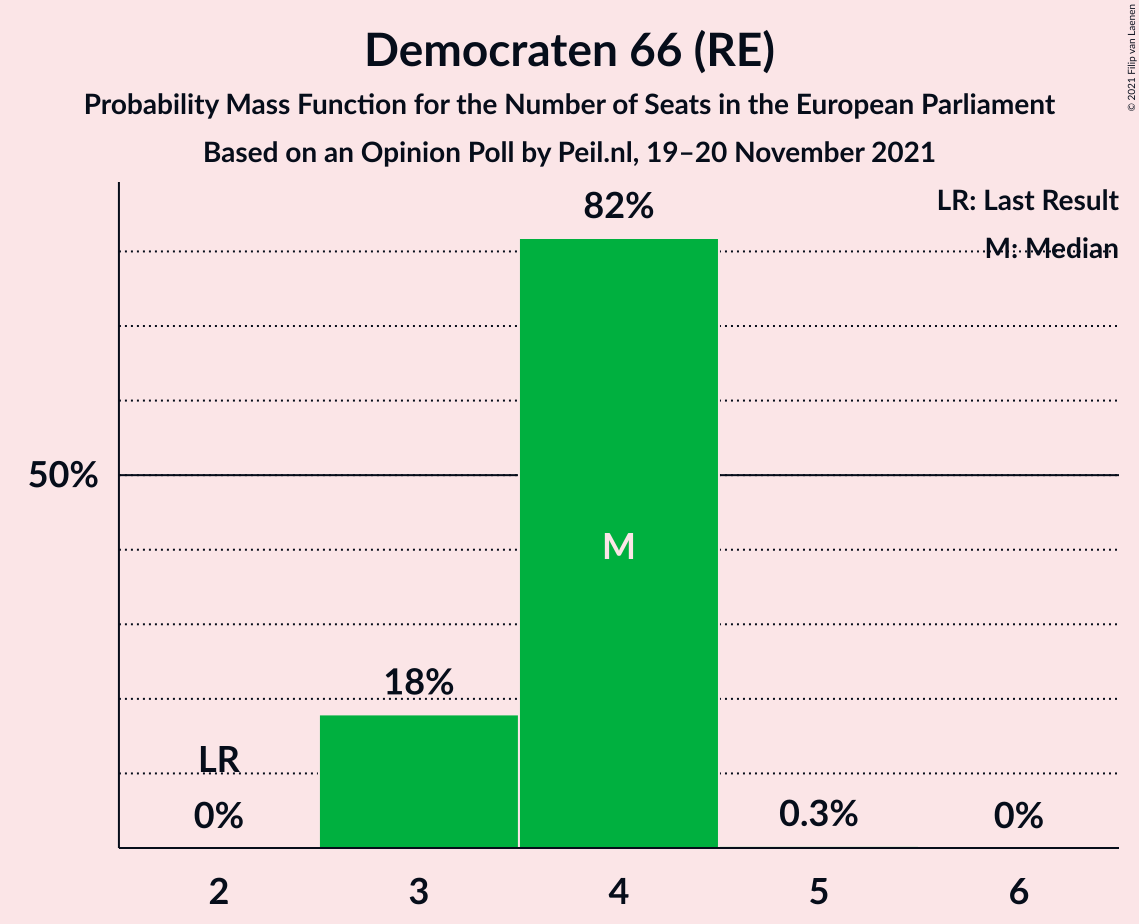 Democraten 66 (RE)
Probability Mass Function for the Number of Seats in the European Parliament
Based on an Opinion Poll by Peil.nl, 19–20 November 2021
© 2021 Filip van Laenen
LR: Last Result
M: Median
82%
50%
M
18%
LR
0%
0.3%
0%
2 3 4 5 6